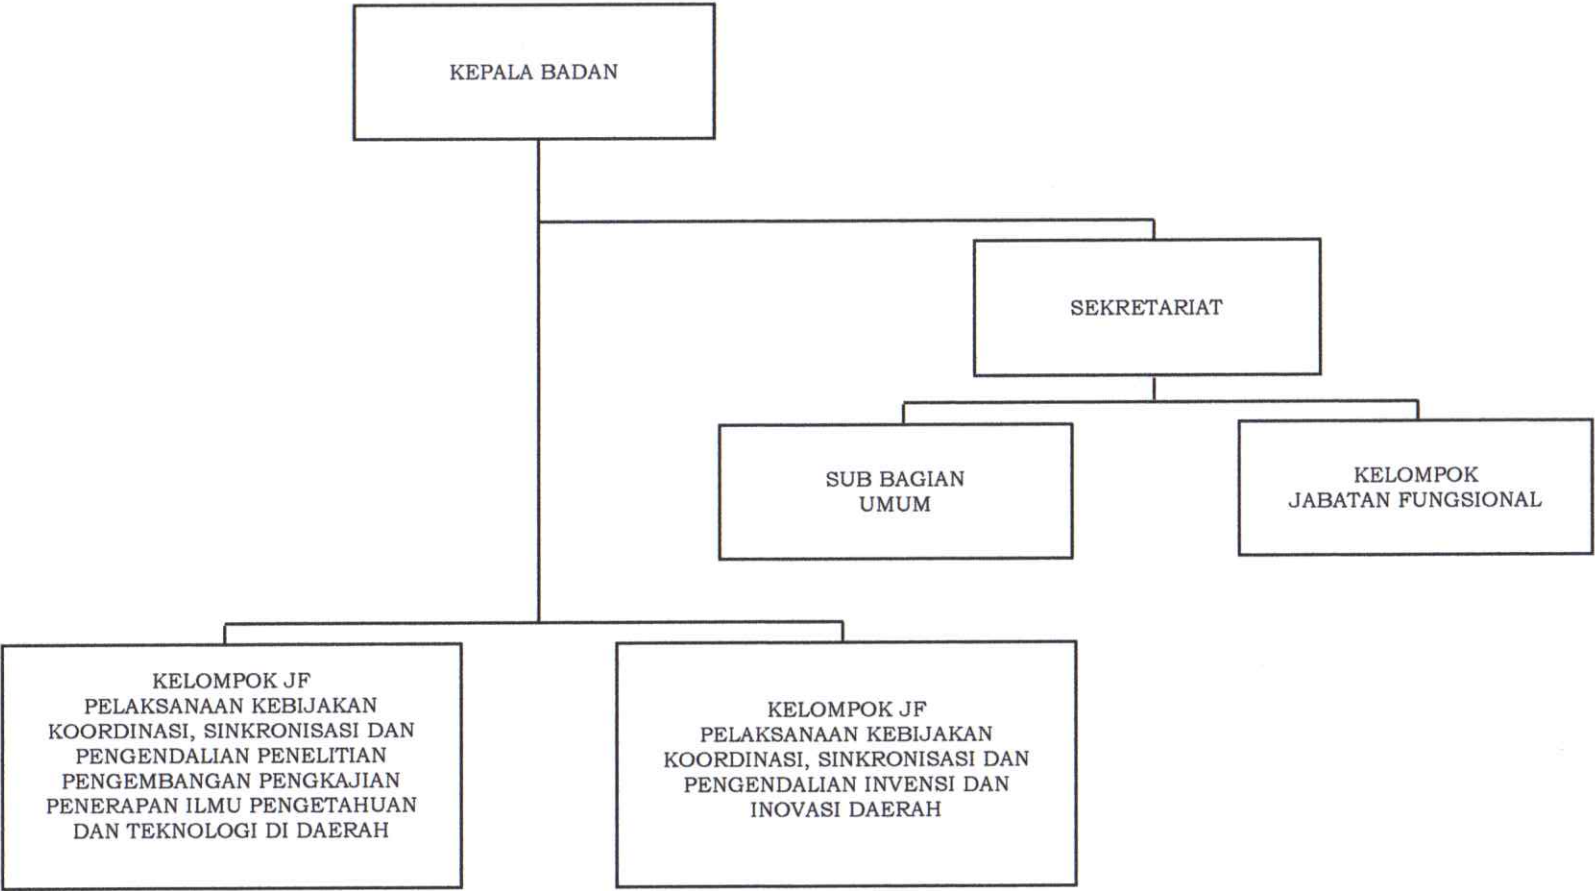 KEPALA BADAN
SEKRETARIAT
SUB BAGIAN
UMUM
KELOMPOK
JABATAN FUNGSIONAL
KELOMPOK JF
PELAKSANAAN KEBIJAKAN
KOORDINASI, SINKRONISASI DAN
PENGENDALIAN PENELITIAN
PENGEMBANGAN PENGKAJIAN
PENERAPAN ILMU PENGETAHUAN
DAN TEKNOLOGI DI DAERAH
KELOMPOK JF
PELAKSANAAN KEBIJAKAN
KOORDINASI, SINKRONISASI DAN
PENGENDALIAN INVENSI DAN
INOVASI DAERAH